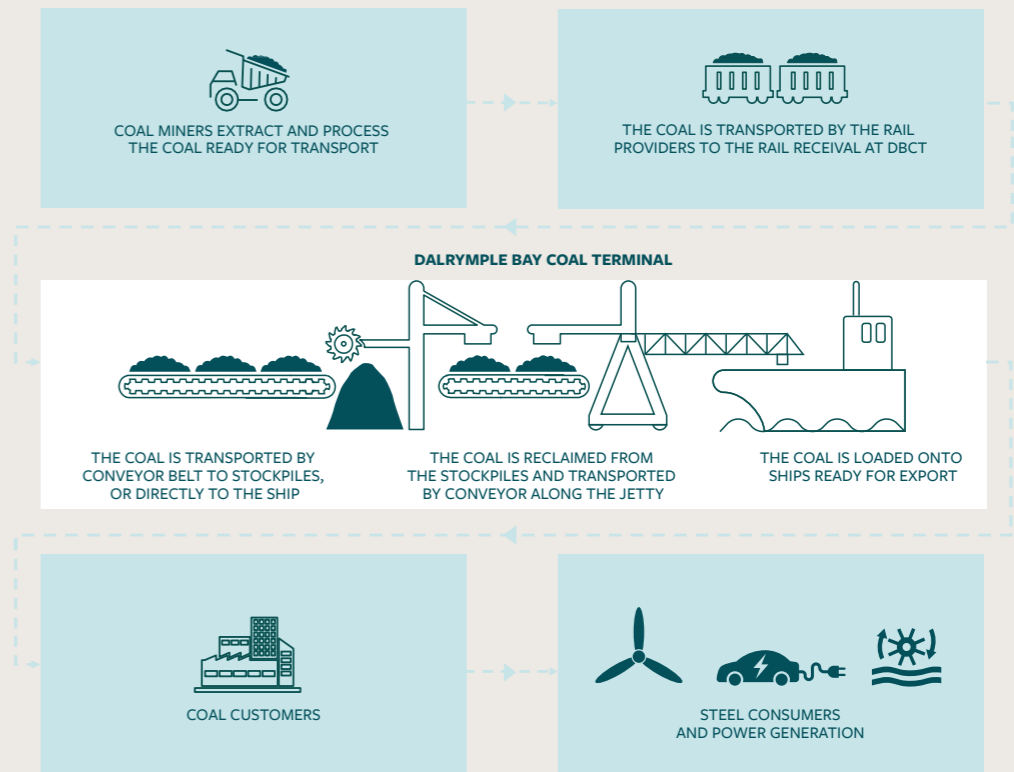 COAL MINERS EXTRACT AND PROCESS
THE COAL READY FOR TRANSPORT
THE COAL IS TRANSPORTED BY THE RAIL
PROVIDERS TO THE RAIL RECEIVAL AT DBCT
DALRYMPLE BAY COAL TERMINAL
THE COAL IS TRANSPORTED BY
CONVEYOR BELT TO STOCKPILES,
OR DIRECTLY TO THE SHIP
THE COAL IS RECLAIMED FROM
THE STOCKPILES AND TRANSPORTED
BY CONVEYOR ALONG THE JETTY
THE COAL IS LOADED ONTO
SHIPS READY FOR EXPORT
COAL CUSTOMERS
STEEL CONSUMERS
AND POWER GENERATION